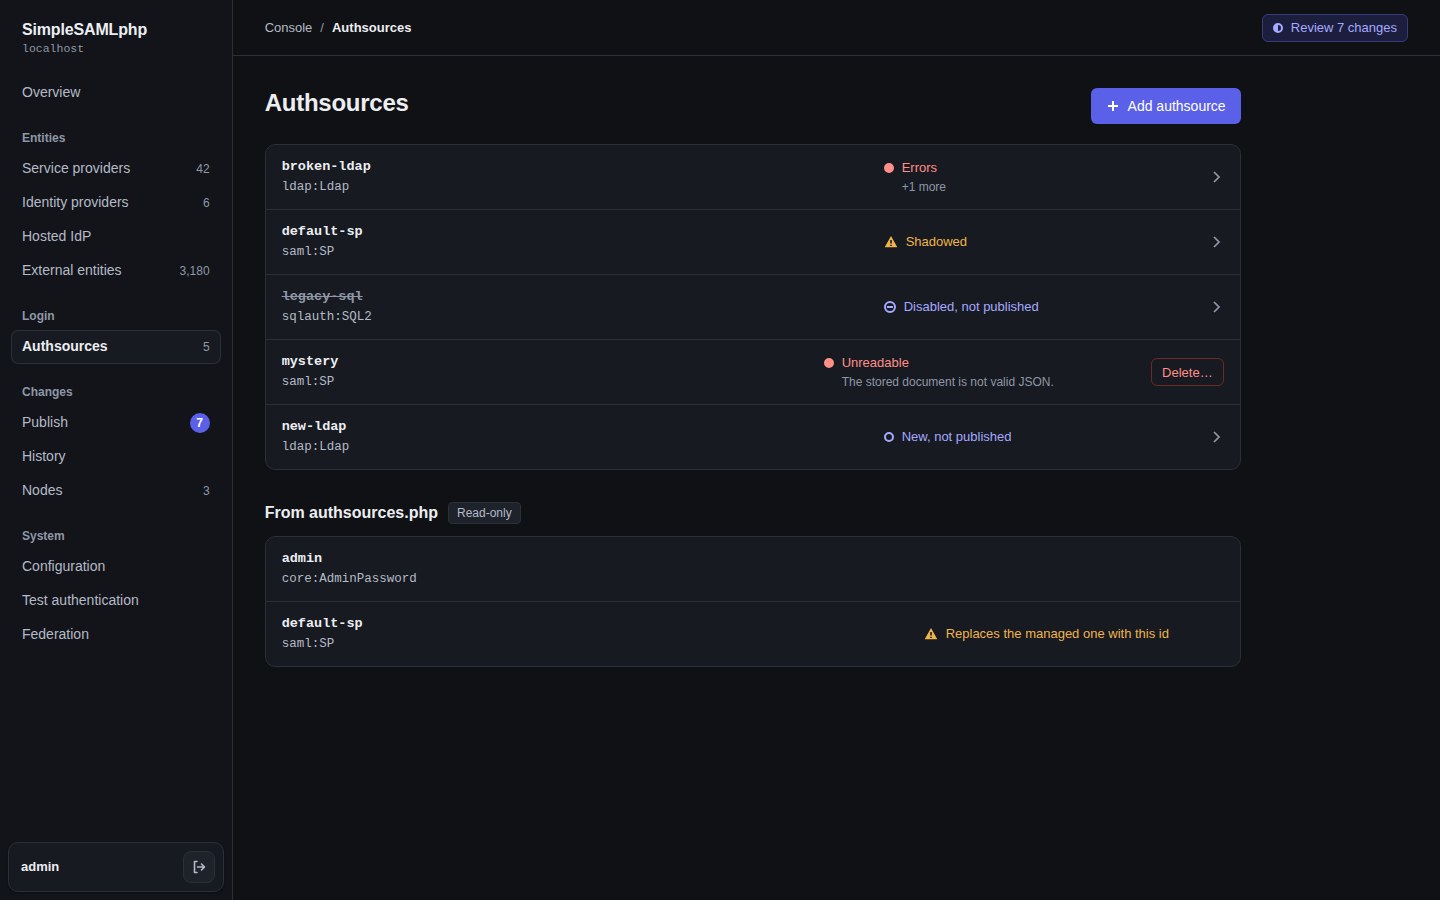 SimpleSAMLphp
localhost
Overview
Entities
Service providers 42
Identity providers 6
Hosted IdP
External entities 3,180
Login
Authsources 5
Changes
Publish 7
History
Nodes 3
System
Configuration
Test authentication
Federation
admin
Console / Authsources
Review 7 changes
Authsources
Add authsource
broken-ldap
ldap:Ldap
Errors
+1 more
default-sp
saml:SP
Shadowed
legacy-sql
sqlauth:SQL2
Disabled, not published
mystery
saml:SP
Unreadable
The stored document is not valid JSON.
Delete…
new-ldap
ldap:Ldap
New, not published
From authsources.php Read-only
admin
core:AdminPassword
default-sp
saml:SP
Replaces the managed one with this id